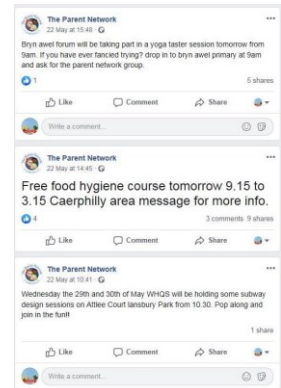 The Parent Network
22 May at 15:48
Bryn awel forum will be taking part in a yoga taster session tomorrow from
9am. If you have ever fancied trying? drop in to bryn awel primary at 9am
and ask for the parent network group.
1
5 shares
Like Comment Share
Write a comment...
The Parent Network
22 May at 14:45
Free food hygiene course tomorrow 9.15 to
3.15 Caerphilly area message for more info.
4
3 comments 9 shares
Like Comment Share
The Parent Network
22 May at 10:41
Wednesday the 29th and 30th of May WHQS will be holding some subway
design sessions on Attlee Court lansbury Park from 10.30. Pop along and
join in the fun!!
1 share
Like Comment Share
Write a comment...